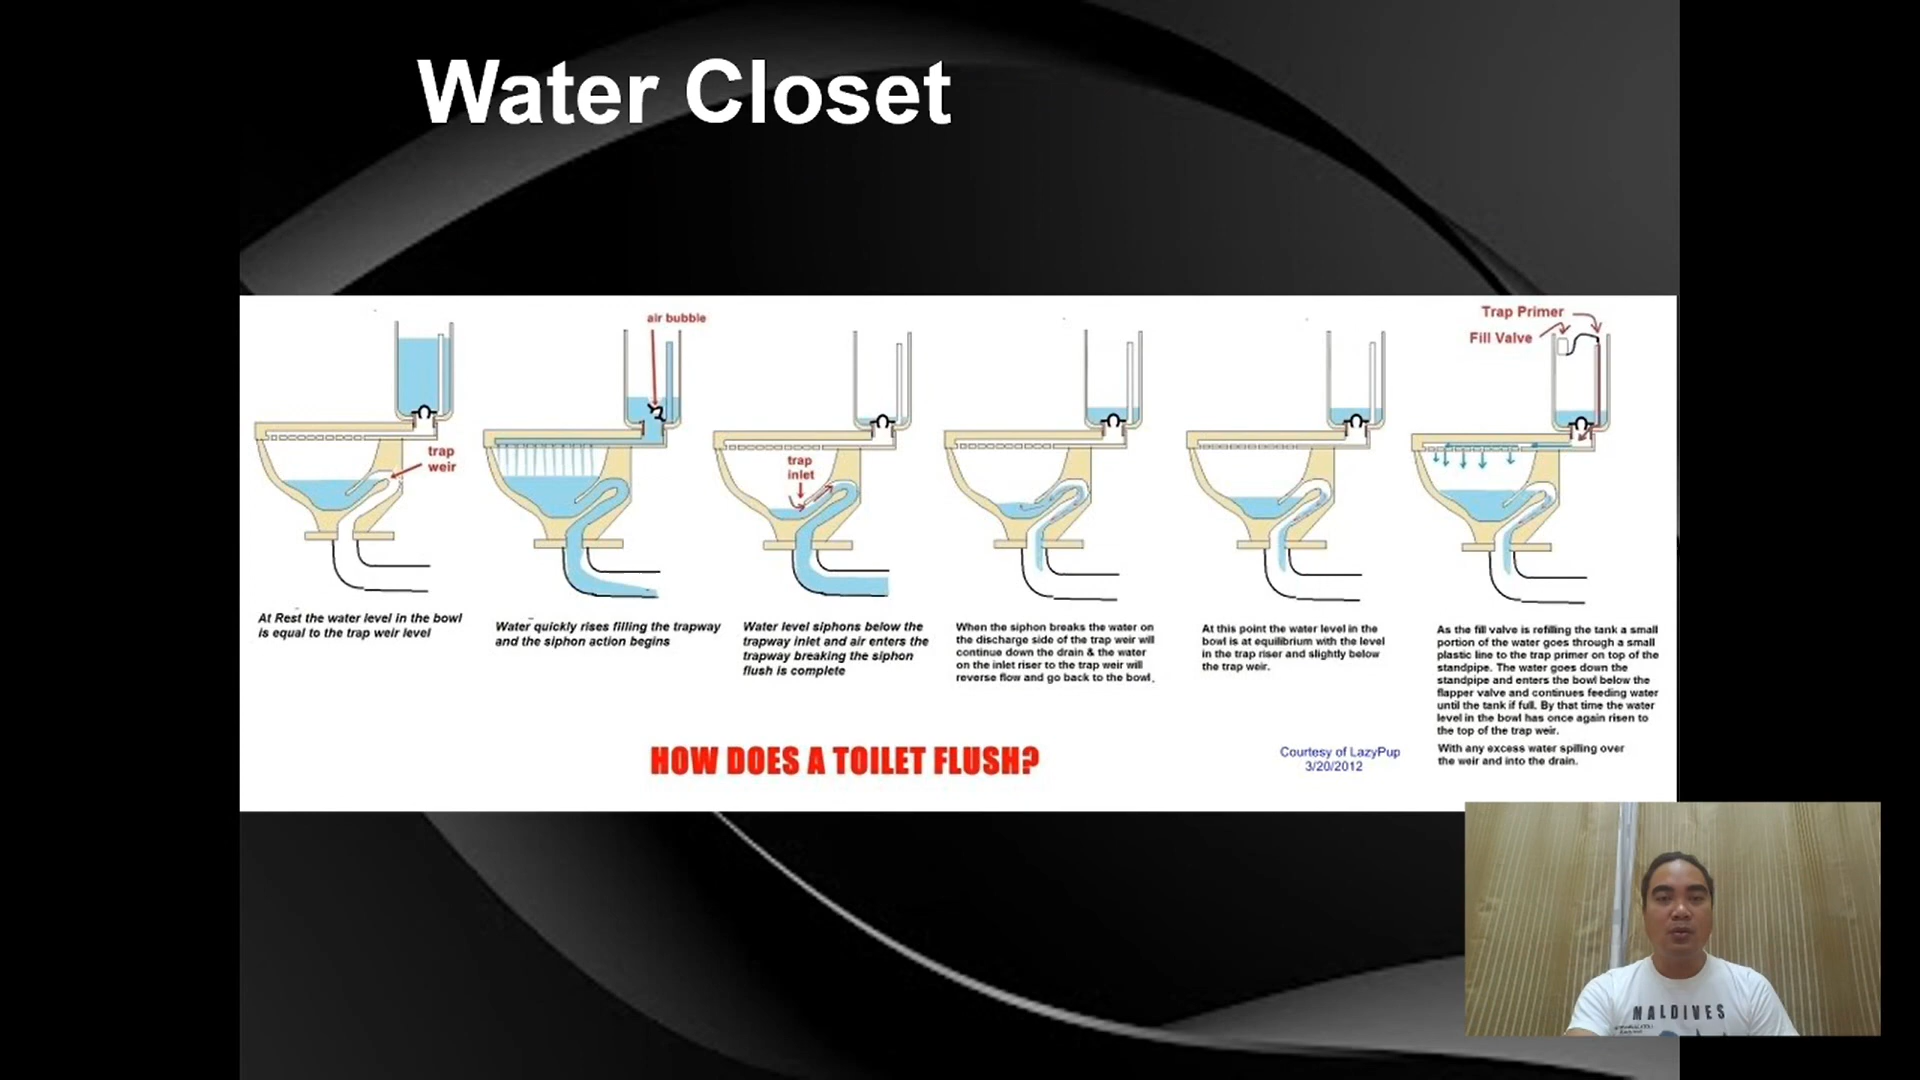 Water Closet
air bubble
Trap Primer
Fill Valve
trap
weir
trap
inlet
At Rest the water level in the bowl
is equal to the trap weir level
Water quickly rises filling the trapway
and the siphon action begins
Water level siphons below the
trapway inlet and air enters the
trapway breaking the siphon
flush is complete
When the siphon breaks the water on
the discharge side of the trap weir will
continue down the drain & the water
on the inlet riser to the trap weir will
reverse flow and go back to the bowl.
At this point the water level in the
bowl is at equilibrium with the level
in the trap riser and slightly below
the trap weir.
As the fill valve is refilling the tank a small
portion of the water goes through a small
plastic line to the trap primer on top of the
standpipe. The water goes down the
standpipe and enters the bowl below the
flapper valve and continues feeding water
until the tank if full. By that time the water
level in the bowl has once again risen to
the top of the trap weir.
With any excess water spilling over
the weir and into the drain.
HOW DOES A TOILET FLUSH?
Courtesy of LazyPup
3/20/2012
MALDIVES